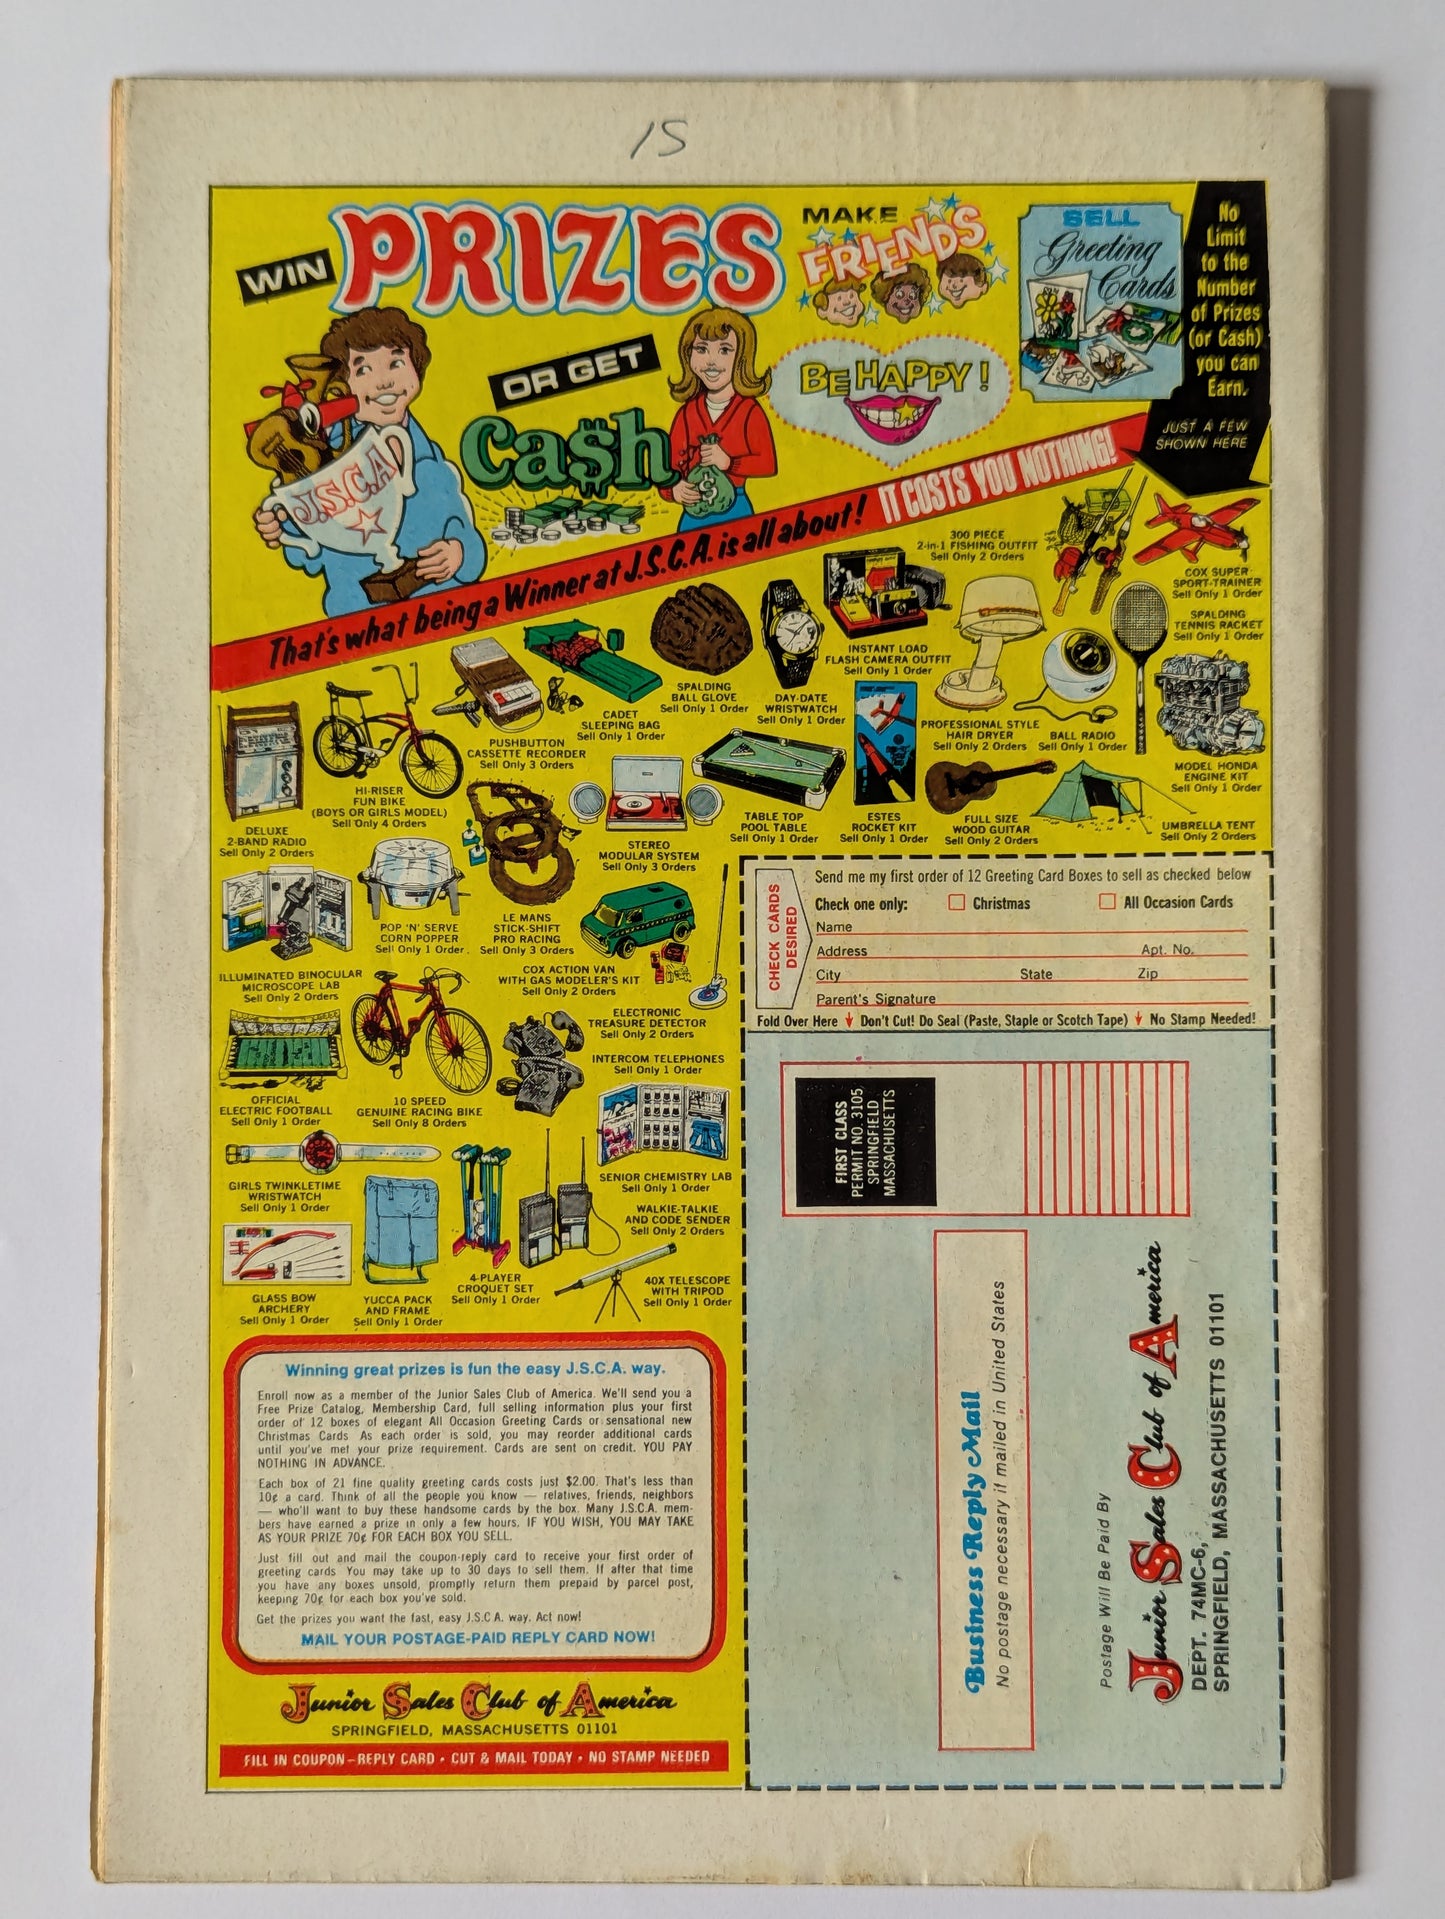 15
WIN PRIZES
OR GET
Ca$h
MAKE
FRIENDS
BE HAPPY!
SELL
Greeting
Cards
No
Limit
to the
Number
of Prizes
(or Cash)
you can
Earn.
JUST A FEW
SHOWN HERE
J.S.C.A
$
That's what being a Winner at J.S.C.A. is all about! IT COSTS YOU NOTHING!
300 PIECE
2-in-1 FISHING OUTFIT
Sell Only 2 Orders
COX SUPER
SPORT-TRAINER
Sell Only 1 Order
SPALDING
TENNIS RACKET
Sell Only 1 Order
INSTANT LOAD
FLASH CAMERA OUTFIT
Sell Only 1 Order
SPALDING
BALL GLOVE
Sell Only 1 Order
DAY-DATE
WRISTWATCH
Sell Only 1 Order
CADET
SLEEPING BAG
Sell Only 1 Order
PROFESSIONAL STYLE
HAIR DRYER
Sell Only 2 Orders
BALL RADIO
Sell Only 1 Order
PUSHBUTTON
CASSETTE RECORDER
Sell Only 3 Orders
MODEL HONDA
ENGINE KIT
Sell Only 1 Order
HI-RISER
FUN BIKE
(BOYS OR GIRLS MODEL)
Sell Only 4 Orders
DELUXE
2-BAND RADIO
Sell Only 2 Orders
STEREO
MODULAR SYSTEM
Sell Only 3 Orders
TABLE TOP
POOL TABLE
Sell Only 1 Order
ESTES
ROCKET KIT
Sell Only 1 Order
FULL SIZE
WOOD GUITAR
Sell Only 2 Orders
UMBRELLA TENT
Sell Only 2 Orders
POP 'N' SERVE
CORN POPPER
Sell Only 1 Order
LE MANS
STICK-SHIFT
PRO RACING
Sell Only 3 Orders
ILLUMINATED BINOCULAR
MICROSCOPE LAB
Sell Only 2 Orders
COX ACTION VAN
WITH GAS MODELER'S KIT
Sell Only 2 Orders
ELECTRONIC
TREASURE DETECTOR
Sell Only 2 Orders
INTERCOM TELEPHONES
Sell Only 1 Order
OFFICIAL
ELECTRIC FOOTBALL
Sell Only 1 Order
10 SPEED
GENUINE RACING BIKE
Sell Only 8 Orders
GIRLS TWINKLETIME
WRISTWATCH
Sell Only 1 Order
SENIOR CHEMISTRY LAB
Sell Only 1 Order
WALKIE-TALKIE
AND CODE SENDER
Sell Only 2 Orders
GLASS BOW
ARCHERY
Sell Only 1 Order
YUCCA PACK
AND FRAME
Sell Only 1 Order
4-PLAYER
CROQUET SET
Sell Only 1 Order
40X TELESCOPE
WITH TRIPOD
Sell Only 1 Order
Winning great prizes is fun the easy J.S.C.A. way.
Enroll now as a member of the Junior Sales Club of America. We'll send you a
Free Prize Catalog, Membership Card, full selling information plus your first
order of 12 boxes of elegant All Occasion Greeting Cards or sensational new
Christmas Cards. As each order is sold, you may reorder additional cards
until you've met your prize requirement. Cards are sent on credit. YOU PAY
NOTHING IN ADVANCE.
Each box of 21 fine quality greeting cards costs just $2.00. That's less than
10¢ a card. Think of all the people you know — relatives, friends, neighbors
— who'll want to buy these handsome cards by the box. Many J.S.C.A. mem-
bers have earned a prize in only a few hours. IF YOU WISH, YOU MAY TAKE
AS YOUR PRIZE 70¢ FOR EACH BOX YOU SELL.
Just fill out and mail the coupon-reply card to receive your first order of
greeting cards You may take up to 30 days to sell them. If after that time
you have any boxes unsold, promptly return them prepaid by parcel post,
keeping 70¢ for each box you've sold.
Get the prizes you want the fast, easy J.S.C.A. way. Act now!
MAIL YOUR POSTAGE-PAID REPLY CARD NOW!
Junior Sales Club of America
SPRINGFIELD, MASSACHUSETTS 01101
FILL IN COUPON–REPLY CARD • CUT & MAIL TODAY • NO STAMP NEEDED
CHECK CARDS
DESIRED
Send me my first order of 12 Greeting Card Boxes to sell as checked below
Check one only: Christmas All Occasion Cards
Name
Address Apt. No.
City State Zip
Parent's Signature
Fold Over Here Don't Cut! Do Seal (Paste, Staple or Scotch Tape) No Stamp Needed!
FIRST CLASS
PERMIT NO. 3105
SPRINGFIELD,
MASSACHUSETTS
Business Reply Mail
No postage necessary if mailed in United States
Postage Will Be Paid By
Junior Sales Club of America
DEPT. 74MC-6,
SPRINGFIELD, MASSACHUSETTS 01101